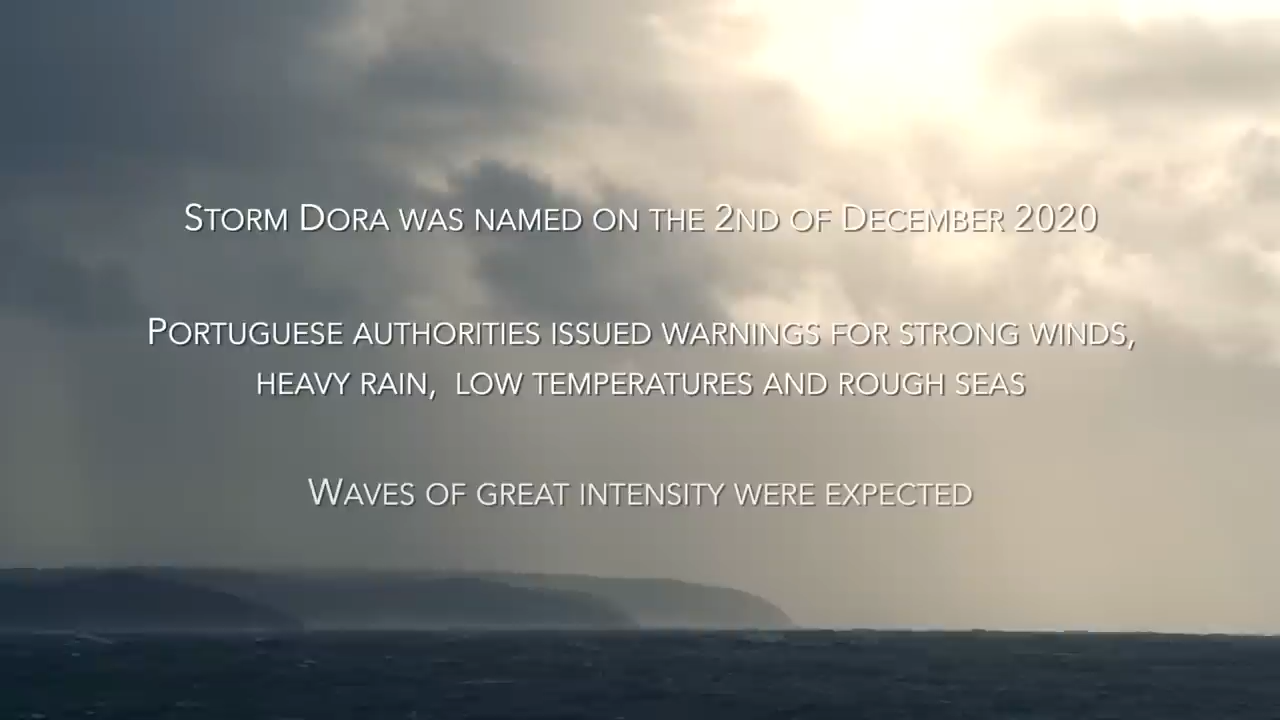 Storm Dora was named on the 2nd of December 2020
Portuguese authorities issued warnings for strong winds,
heavy rain, low temperatures and rough seas
Waves of great intensity were expected